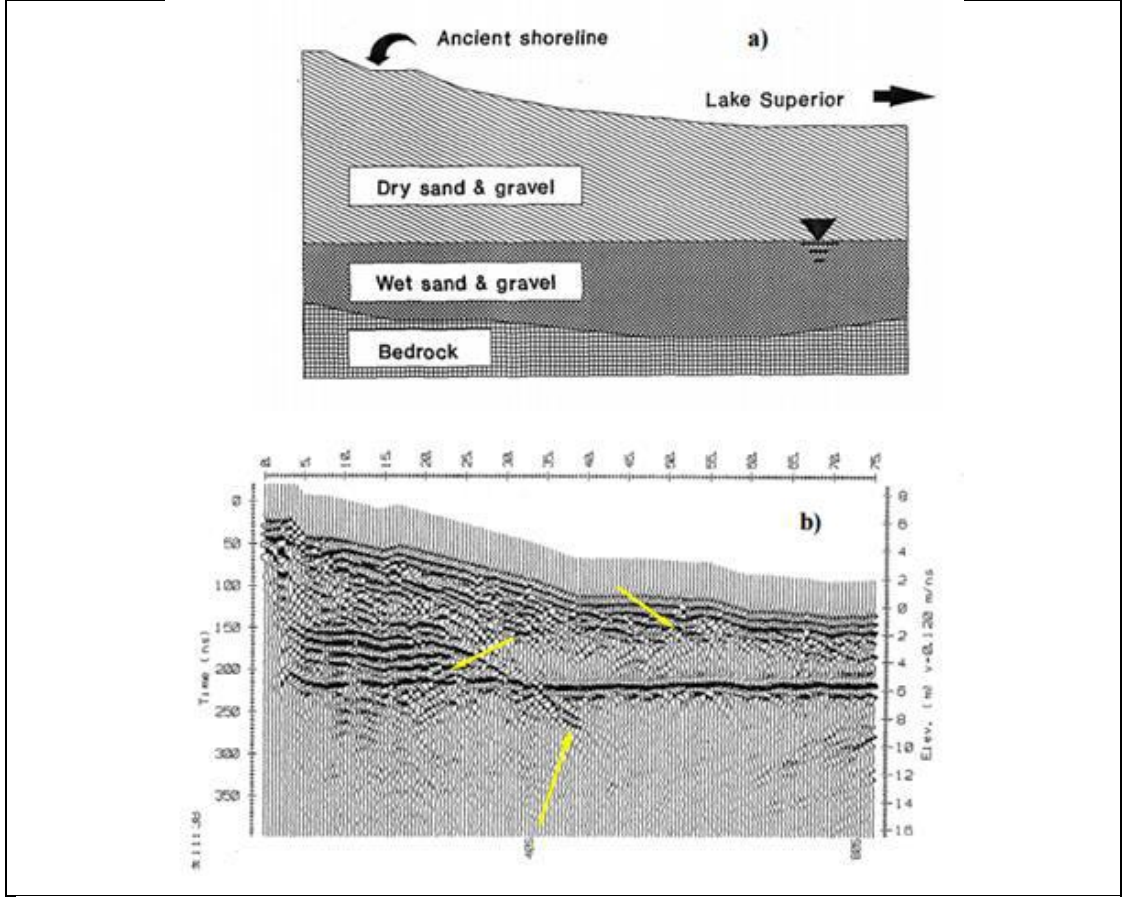 Ancient shoreline
a)
Lake Superior
Dry sand & gravel
Wet sand & gravel
Bedrock
0. 5. 10. 15. 20. 25. 30. 35. 40. 45. 50. 55. 60. 65. 70. 75.
b)
Time (ns)
0
50
100
150
200
250
300
350
8
6
4
2
0
2
4
6
8
10
12
14
16
Elev. (m) v=0.120 m/ns